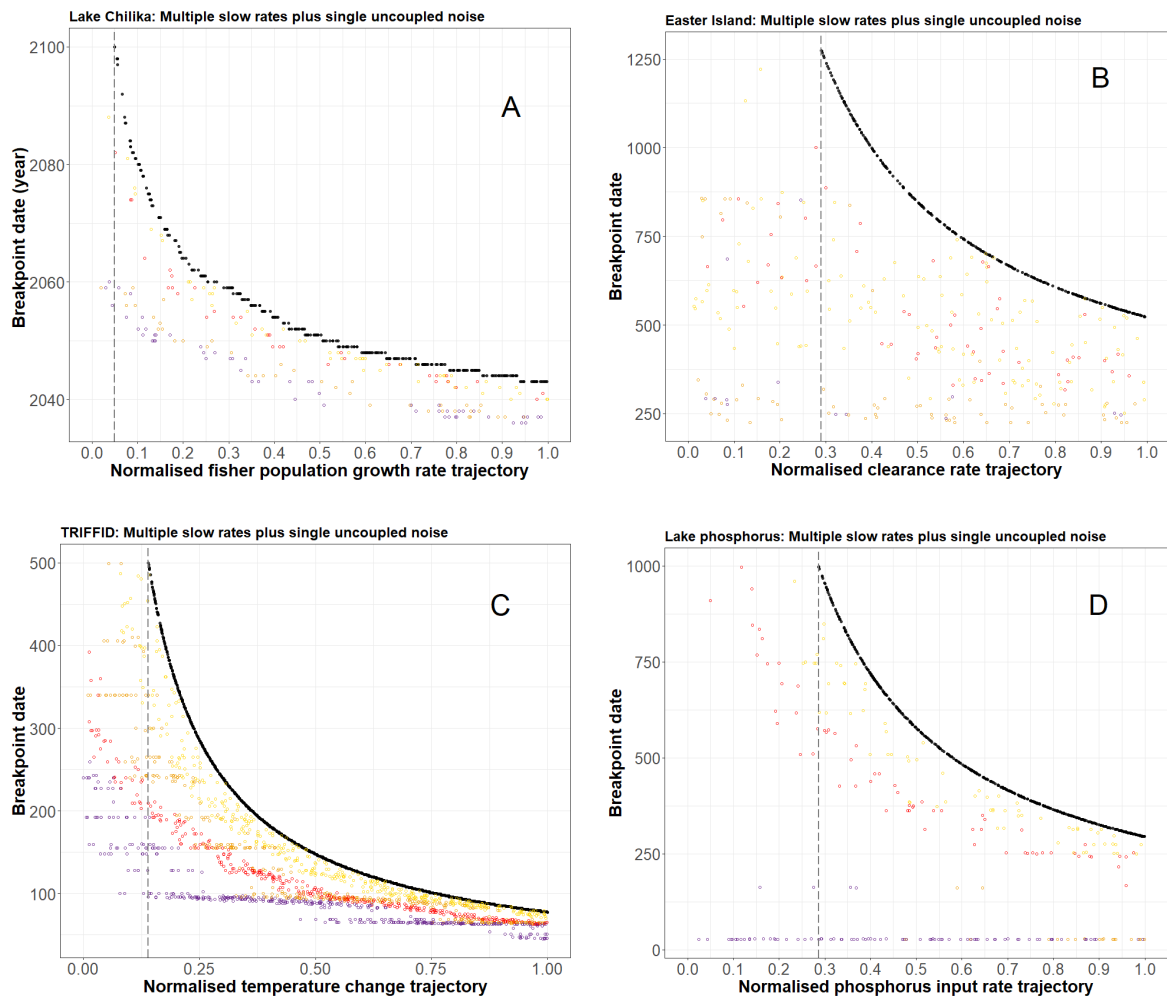 Lake Chilika: Multiple slow rates plus single uncoupled noise
A
Breakpoint date (year)
2100
2080
2060
2040
0.0 0.1 0.2 0.3 0.4 0.5 0.6 0.7 0.8 0.9 1.0
Normalised fisher population growth rate trajectory
Easter Island: Multiple slow rates plus single uncoupled noise
B
Breakpoint date
1250
1000
750
500
250
0.0 0.1 0.2 0.3 0.4 0.5 0.6 0.7 0.8 0.9 1.0
Normalised clearance rate trajectory
TRIFFID: Multiple slow rates plus single uncoupled noise
C
Breakpoint date
500
400
300
200
100
0.00 0.25 0.50 0.75 1.00
Normalised temperature change trajectory
Lake phosphorus: Multiple slow rates plus single uncoupled noise
D
Breakpoint date
1000
750
500
250
0
0.0 0.1 0.2 0.3 0.4 0.5 0.6 0.7 0.8 0.9 1.0
Normalised phosphorus input rate trajectory